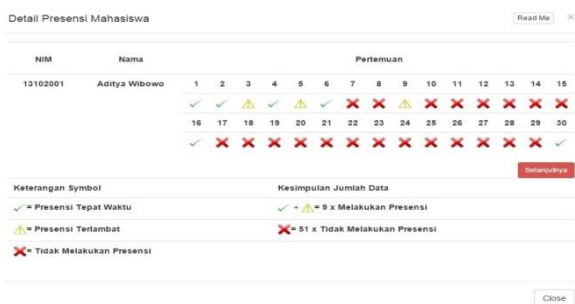 Detail Presensi Mahasiswa
Read Me ×
NIM Nama Pertemuan
13102001 Aditya Wibowo 1 2 3 4 5 6 7 8 9 10 11 12 13 14 15
16 17 18 19 20 21 22 23 24 25 26 27 28 29 30
Selanjutnya
Keterangan Symbol Kesimpulan Jumlah Data
= Presensi Tepat Waktu + = 9 x Melakukan Presensi
= Presensi Terlambat = 51 x Tidak Melakukan Presensi
= Tidak Melakukan Presensi
Close